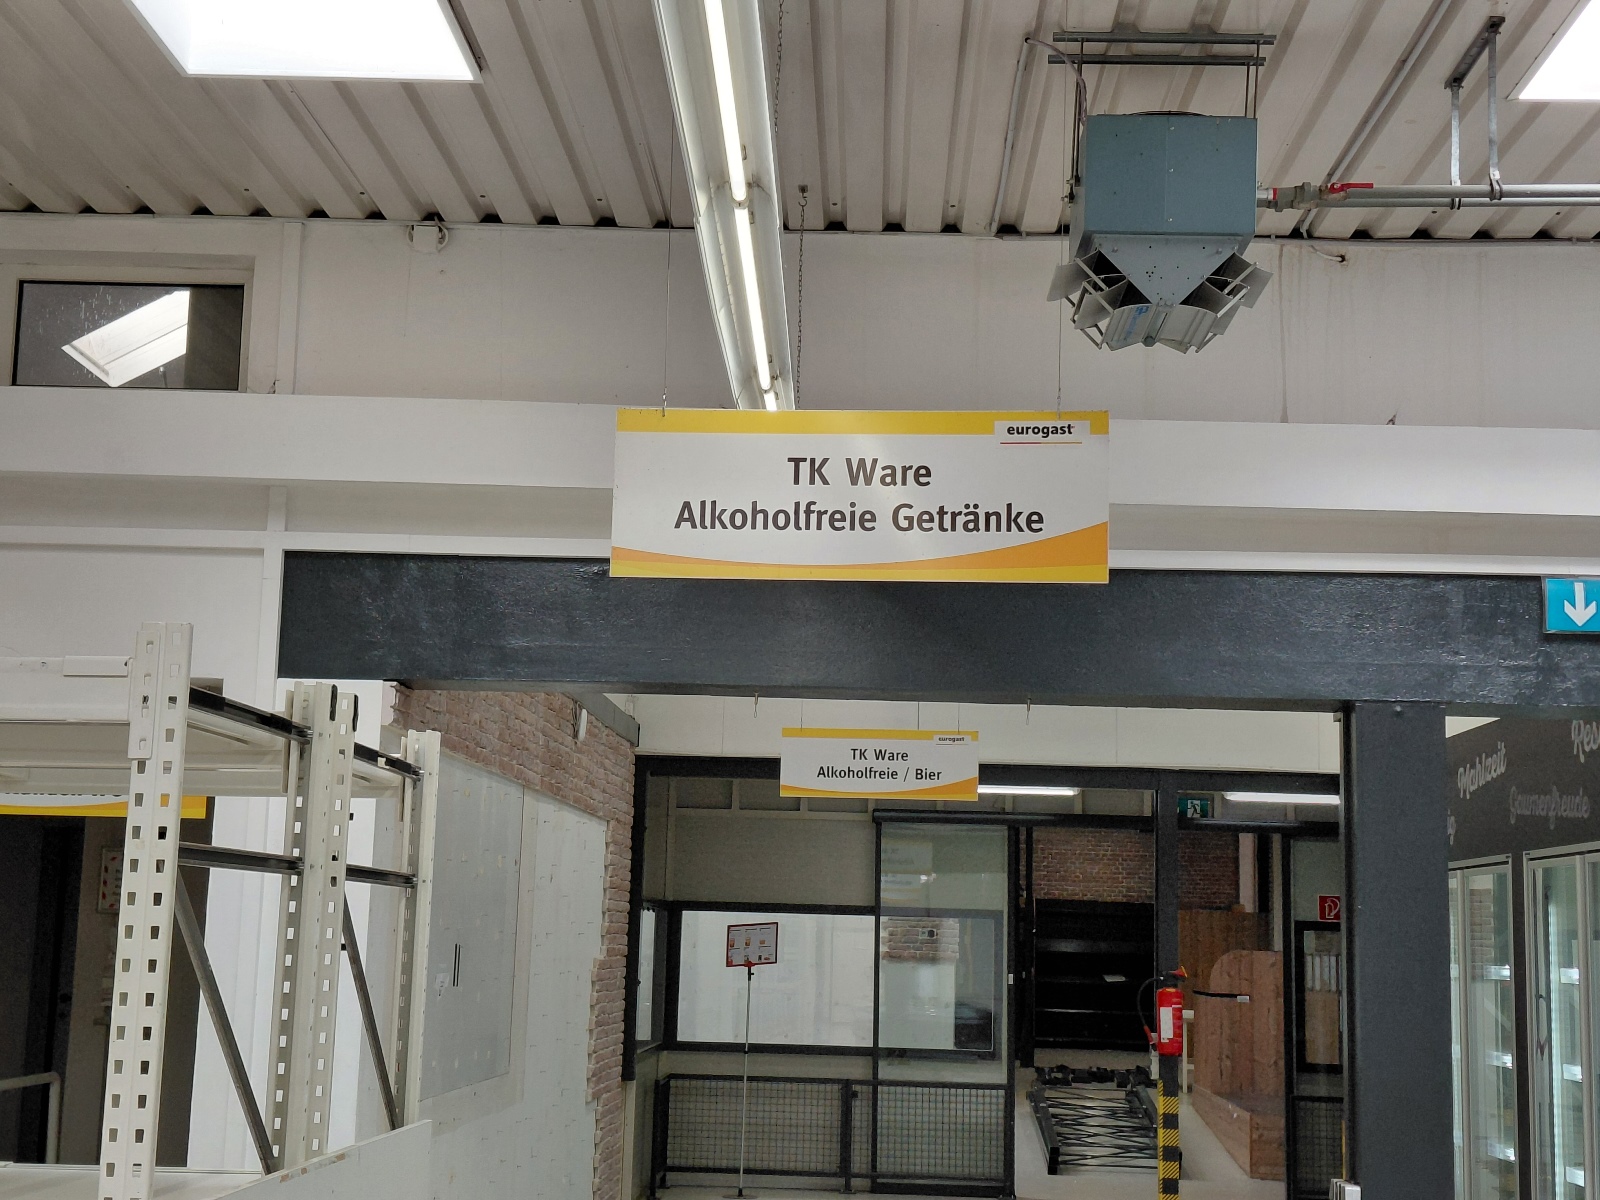 eurogast
TK Ware
Alkoholfreie Getränke
eurogast
TK Ware
Alkoholfreie / Bier
Mahlzeit
Gaumenfreude